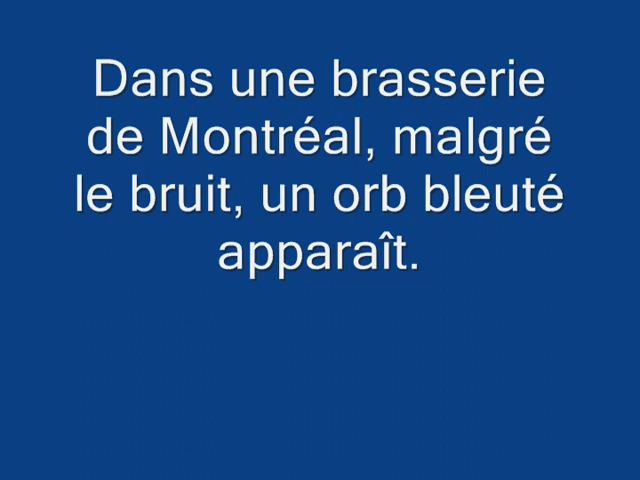 Dans une brasserie
de Montréal, malgré
le bruit, un orb bleuté
apparaît.